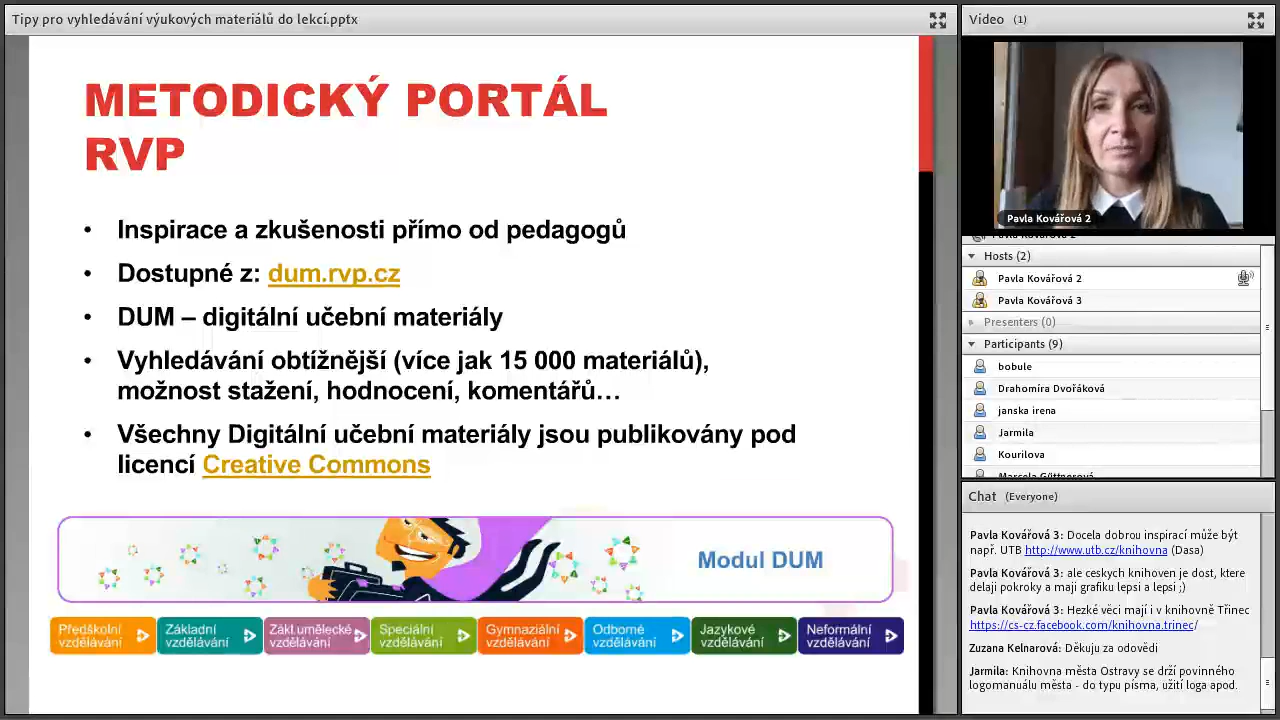 Tipy pro vyhledávání výukových materiálů do lekcí.pptx
METODICKÝ PORTÁL
RVP
• Inspirace a zkušenosti přímo od pedagogů
• Dostupné z: dum.rvp.cz
• DUM – digitální učební materiály
• Vyhledávání obtížnější (více jak 15 000 materiálů),
možnost stažení, hodnocení, komentářů…
• Všechny Digitální učební materiály jsou publikovány pod
licencí Creative Commons
Modul DUM
Předškolní
vzdělávání
Základní
vzdělávání
Zákl.umělecké
vzdělávání
Speciální
vzdělávání
Gymnaziální
vzdělávání
Odborné
vzdělávání
Jazykové
vzdělávání
Neformální
vzdělávání
Video (1)
Pavla Kovářová 2
Pavla Kovářová 2
Hosts (2)
Pavla Kovářová 2
Pavla Kovářová 3
Presenters (0)
Participants (9)
bobule
Drahomíra Dvořáková
janska irena
Jarmila
Kourilova
Marcela Güttnerová
Chat (Everyone)
Pavla Kovářová 3: Docela dobrou inspirací může být
např. UTB http://www.utb.cz/knihovna (Dasa)
Pavla Kovářová 3: ale ceskych knihoven je dost, ktere
delaji pokroky a mají grafiku lepsi a lepsi ;)
Pavla Kovářová 3: Hezké věci mají i v knihovně Třinec
https://cs-cz.facebook.com/knihovna.trinec/
Zuzana Kelnarová: Děkuju za odovědi
Jarmila: Knihovna města Ostravy se drží povinného
logomanuálu města - do typu písma, užití loga apod.